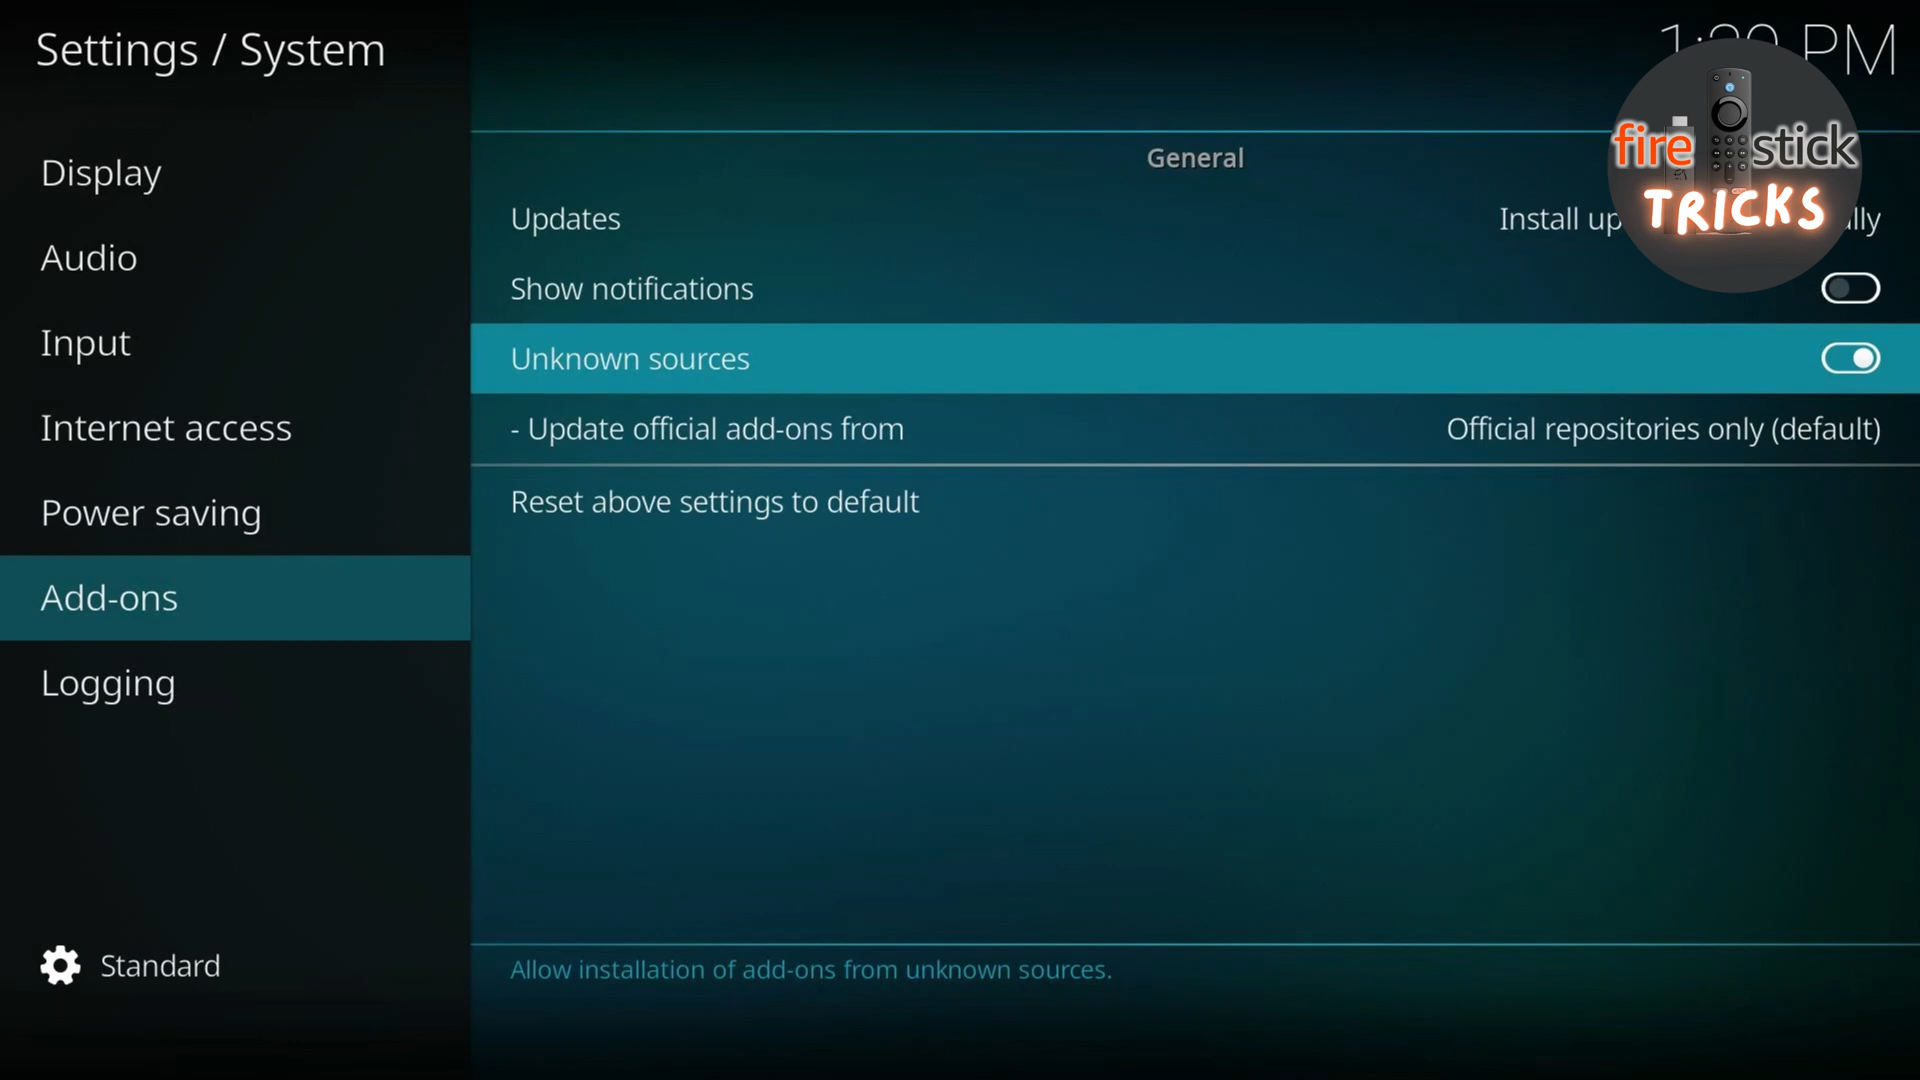 Settings / System
PM
fire stick
TRICKS
Display
Audio
Input
Internet access
Power saving
Add-ons
Logging
Standard
General
Updates
Install
Show notifications
Unknown sources
- Update official add-ons from
Official repositories only (default)
Reset above settings to default
Allow installation of add-ons from unknown sources.